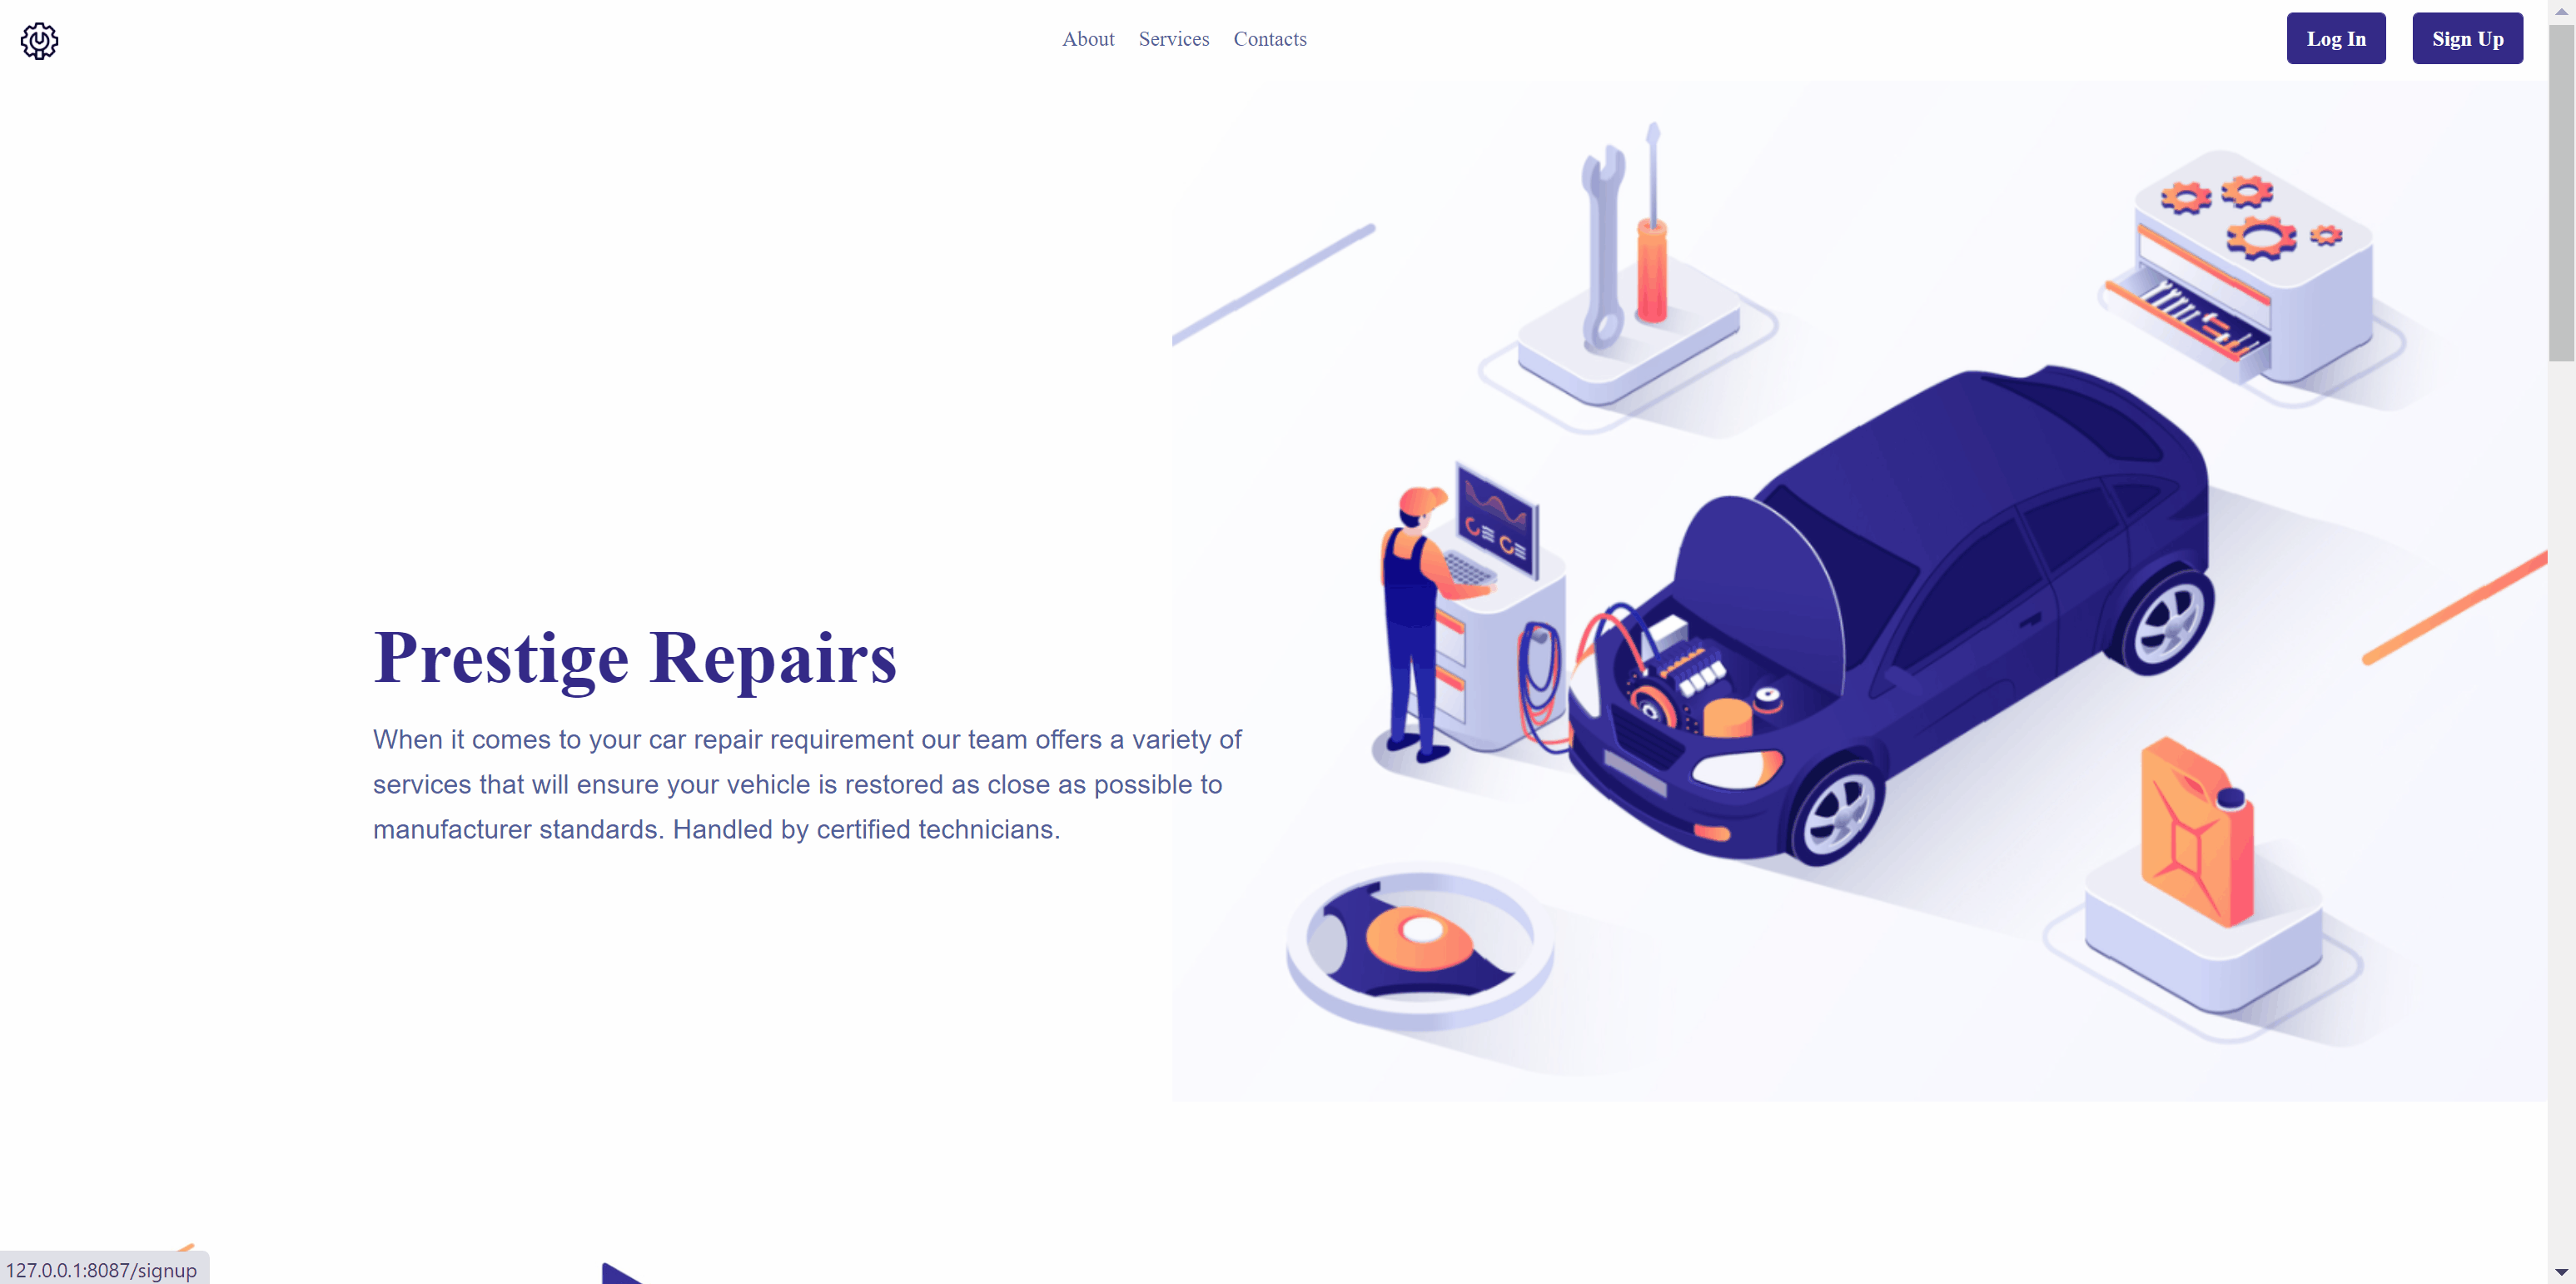 About Services Contacts
Log In Sign Up
Prestige Repairs
When it comes to your car repair requirement our team offers a variety of
services that will ensure your vehicle is restored as close as possible to
manufacturer standards. Handled by certified technicians.
127.0.0.1:8087/signup